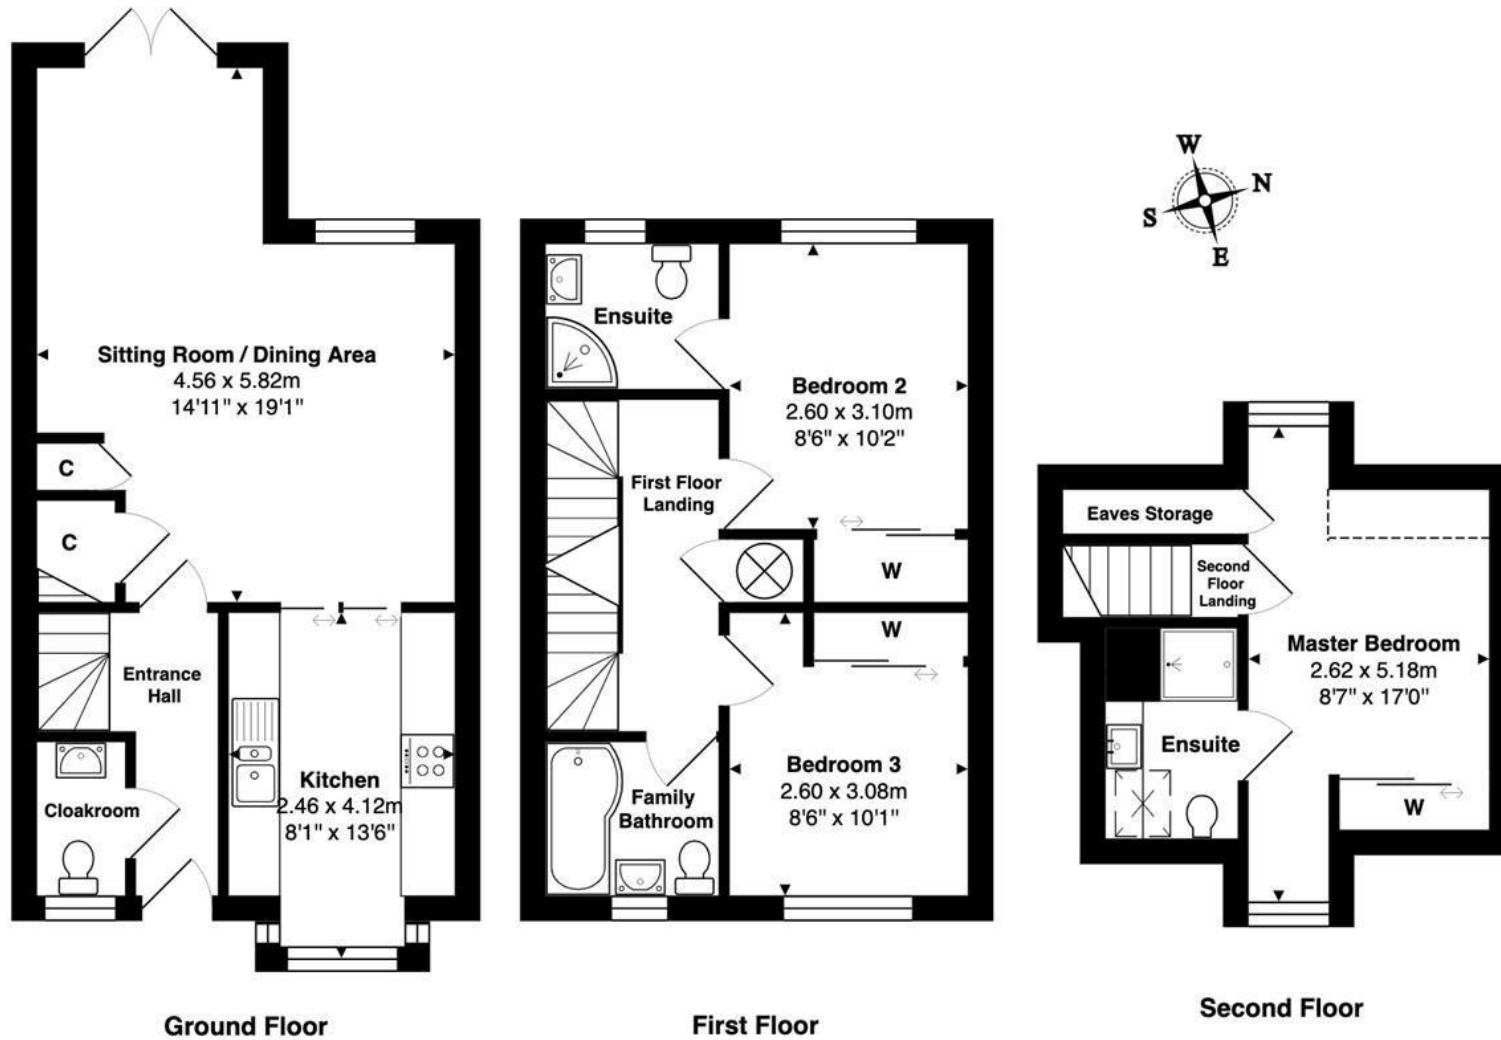 Sitting Room / Dining Area
4.56 x 5.82m
14'11" x 19'1"
C
C
Entrance
Hall
Cloakroom
Kitchen
2.46 x 4.12m
8'1" x 13'6"
Ground Floor
Ensuite
Bedroom 2
2.60 x 3.10m
8'6" x 10'2"
First Floor
Landing
W
W
Bedroom 3
2.60 x 3.08m
8'6" x 10'1"
Family
Bathroom
First Floor
W
N
S
E
Eaves Storage
Second
Floor
Landing
Master Bedroom
2.62 x 5.18m
8'7" x 17'0"
Ensuite
W
Second Floor